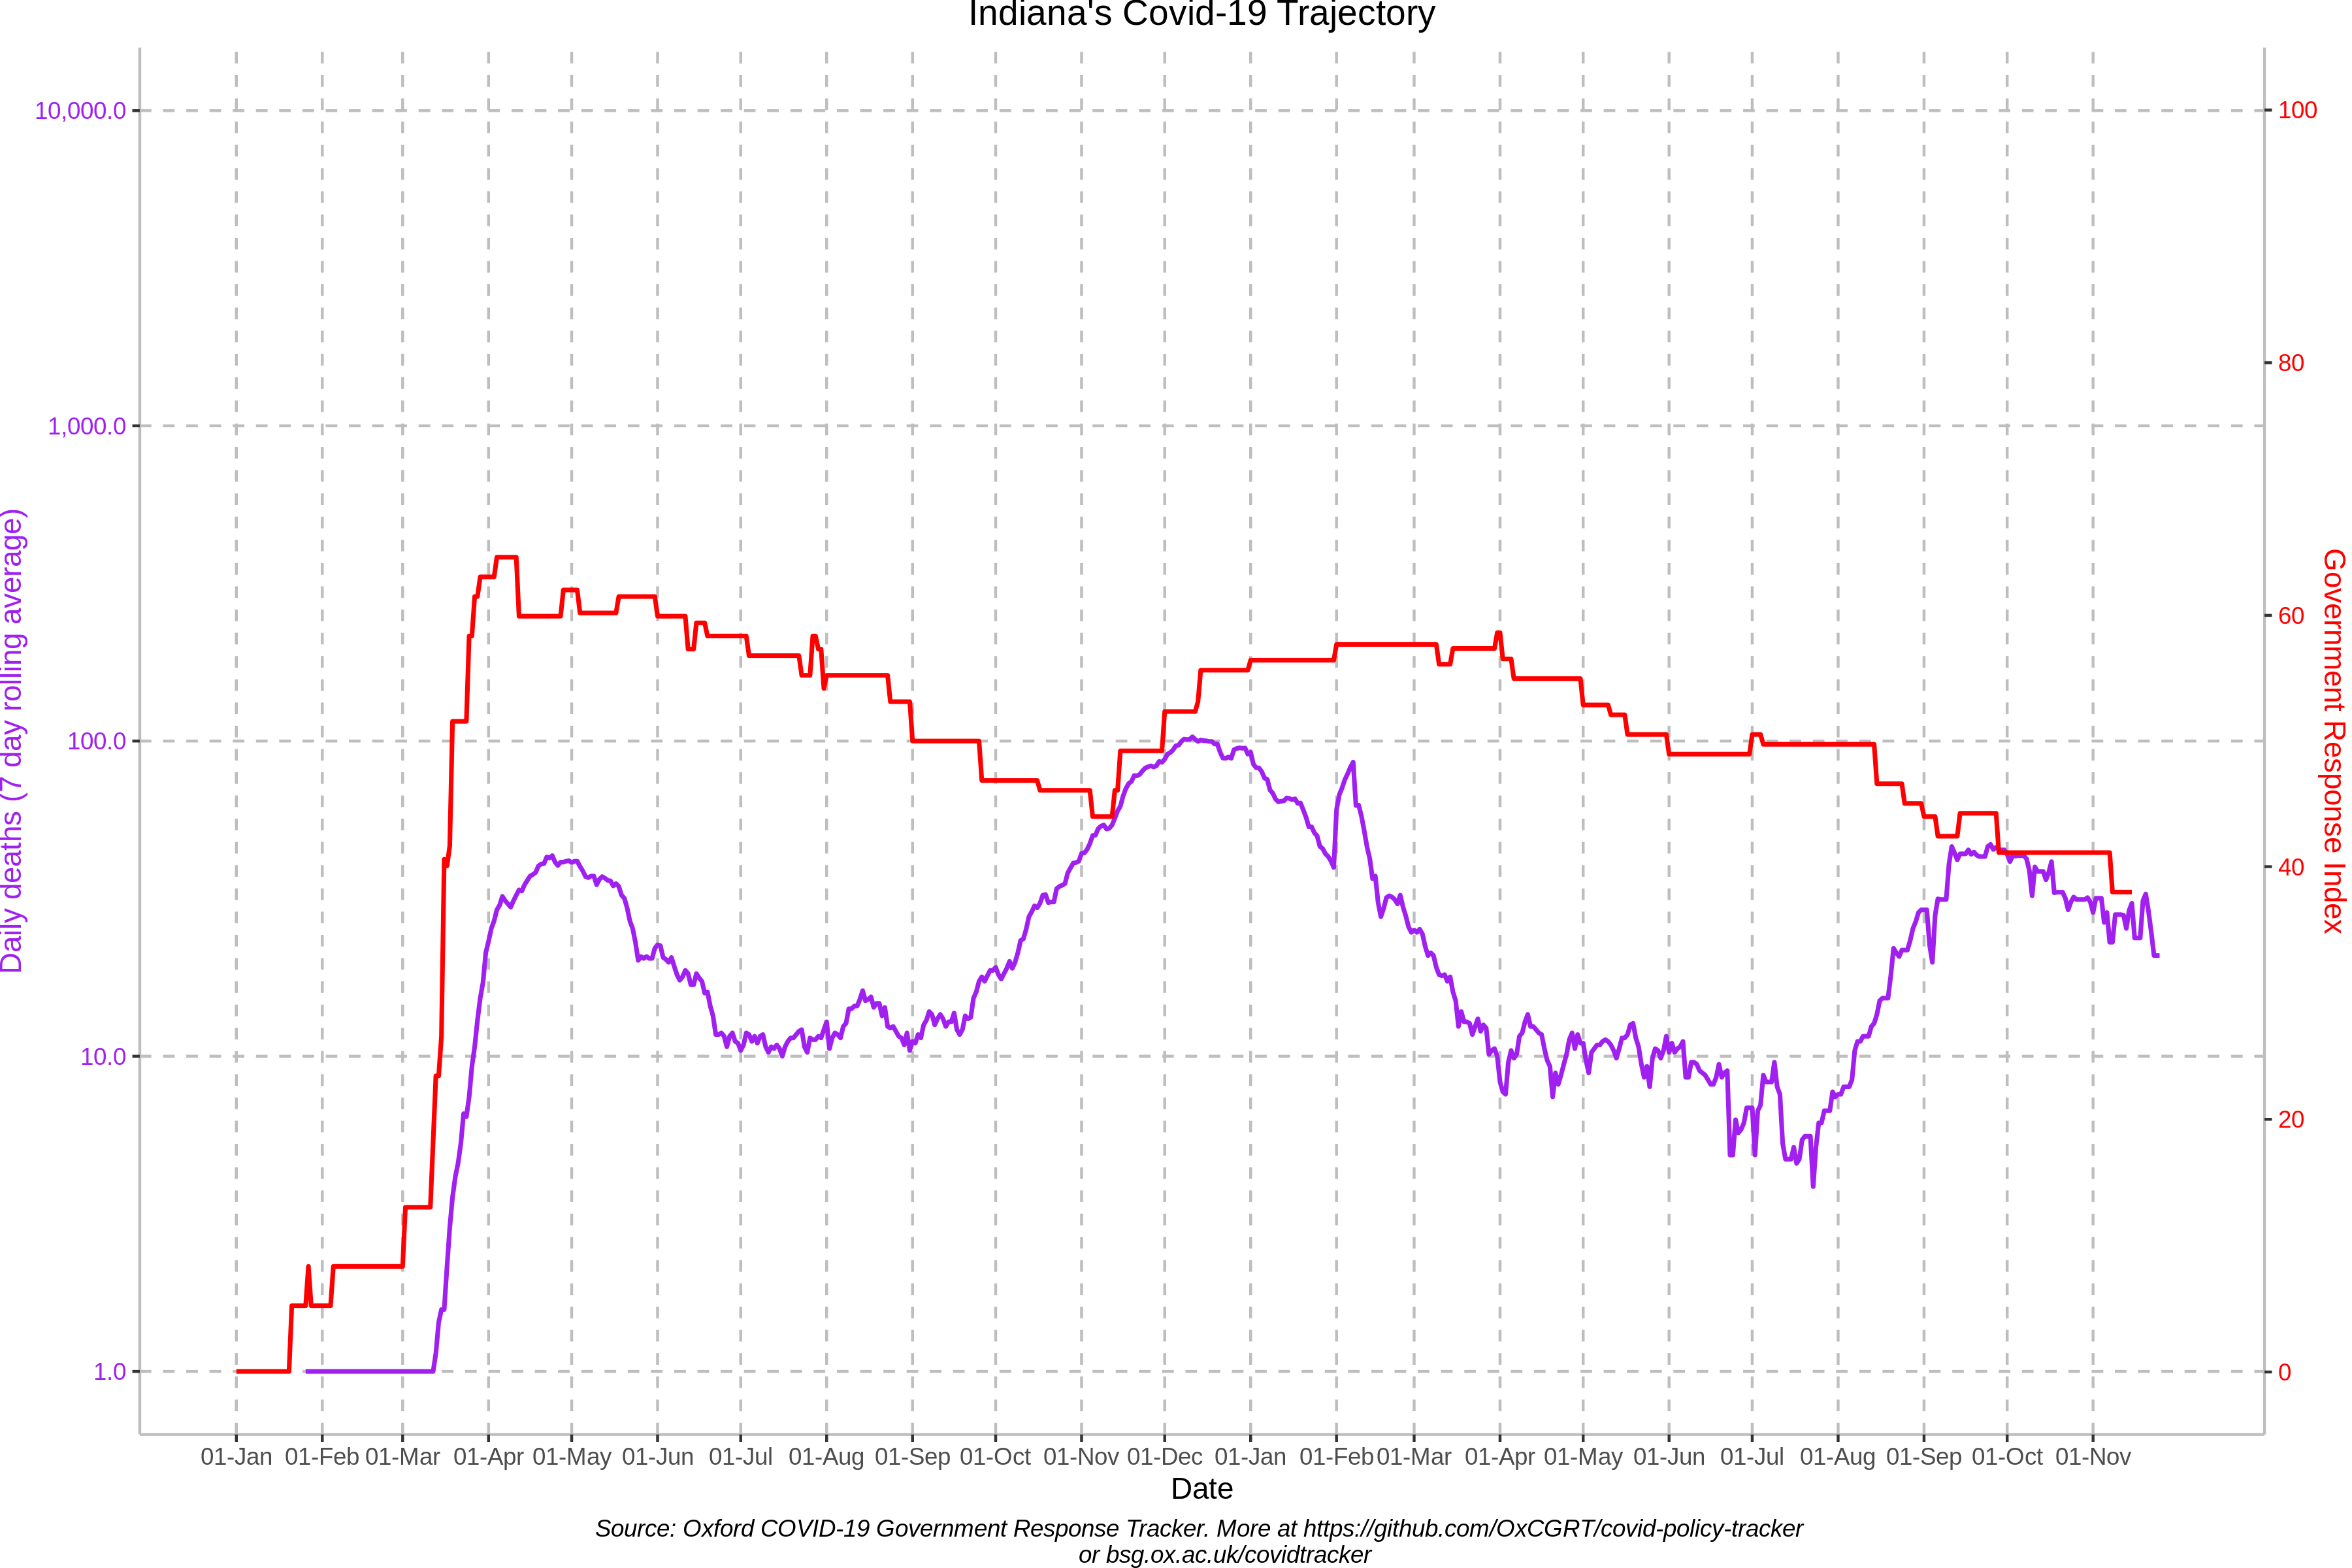 Indiana's Covid-19 Trajectory
10,000.0
1,000.0
100.0
10.0
1.0
Daily deaths (7 day rolling average)
100
80
60
40
20
0
Government Response Index
01-Jan 01-Feb 01-Mar 01-Apr 01-May 01-Jun 01-Jul 01-Aug 01-Sep 01-Oct 01-Nov 01-Dec 01-Jan 01-Feb 01-Mar 01-Apr 01-May 01-Jun 01-Jul 01-Aug 01-Sep 01-Oct 01-Nov
Date
Source: Oxford COVID-19 Government Response Tracker. More at https://github.com/OxCGRT/covid-policy-tracker
or bsg.ox.ac.uk/covidtracker